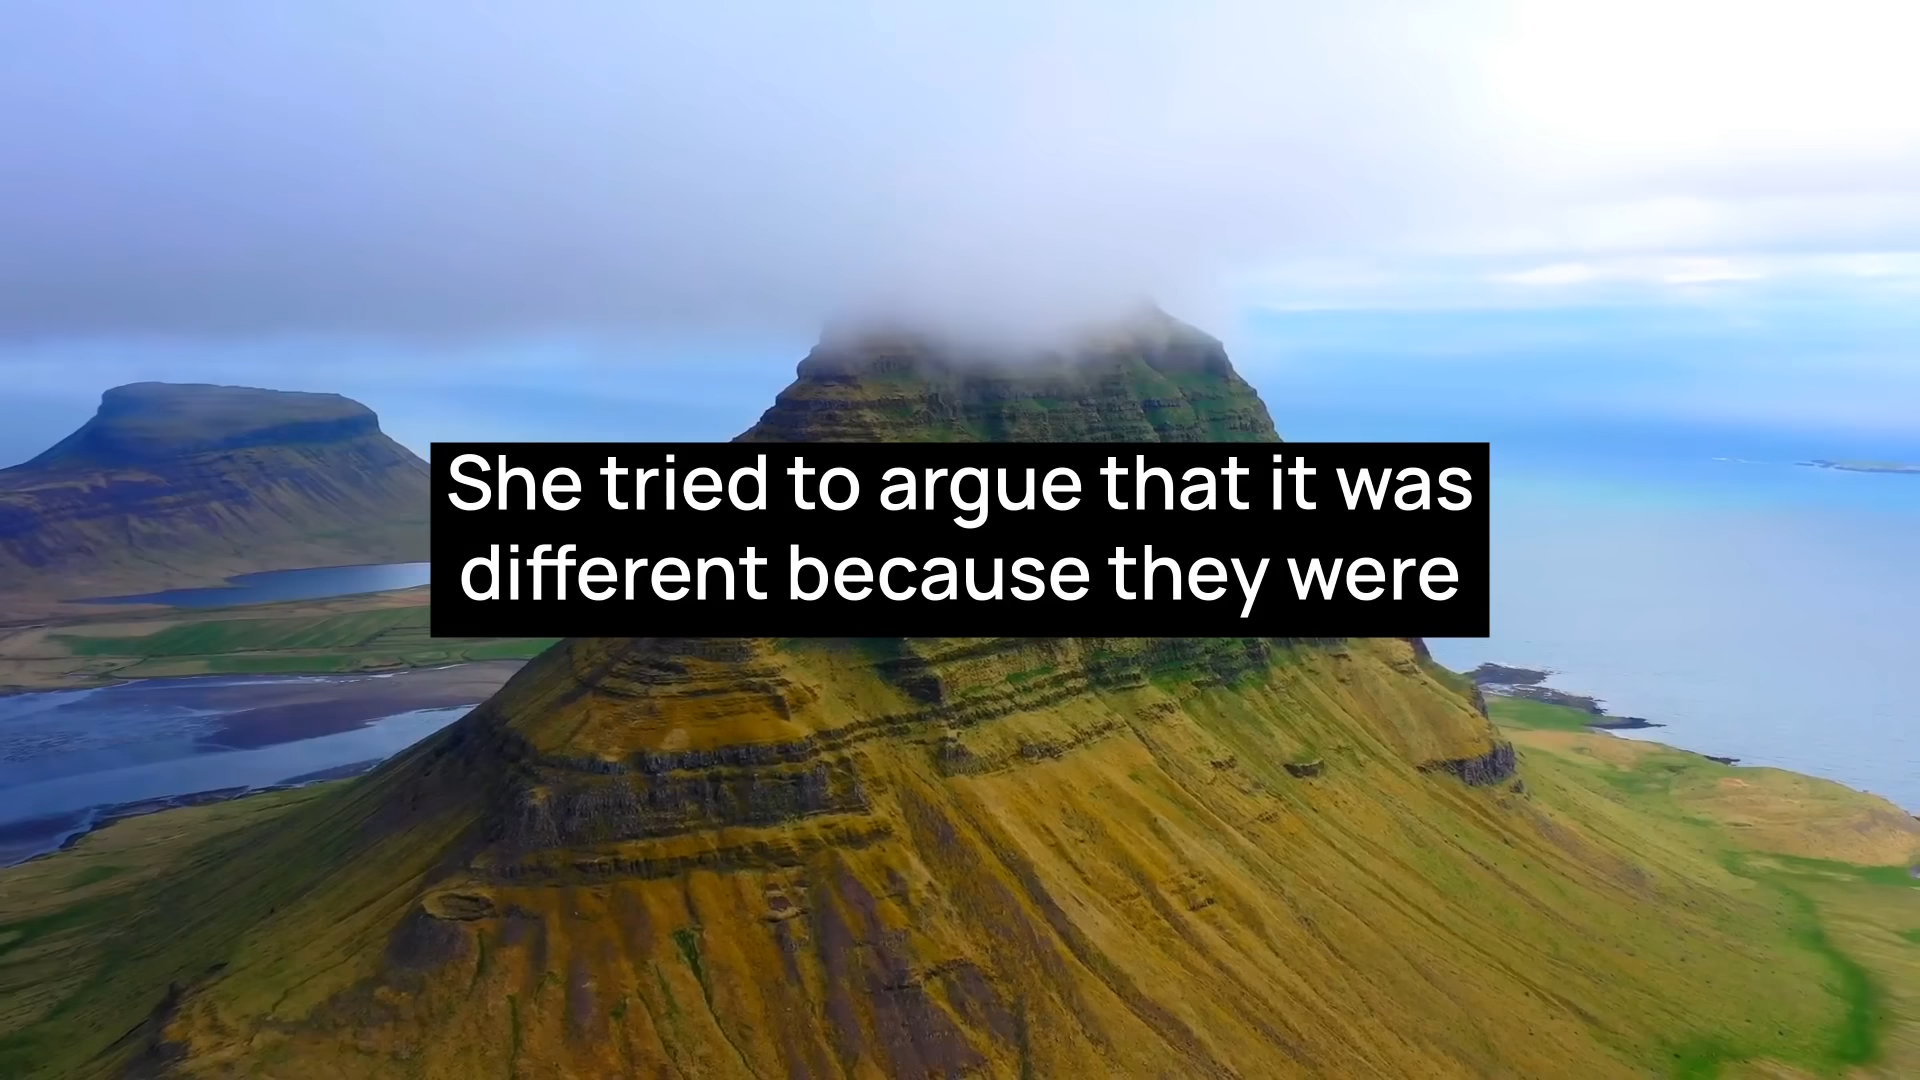 She tried to argue that it was
different because they were